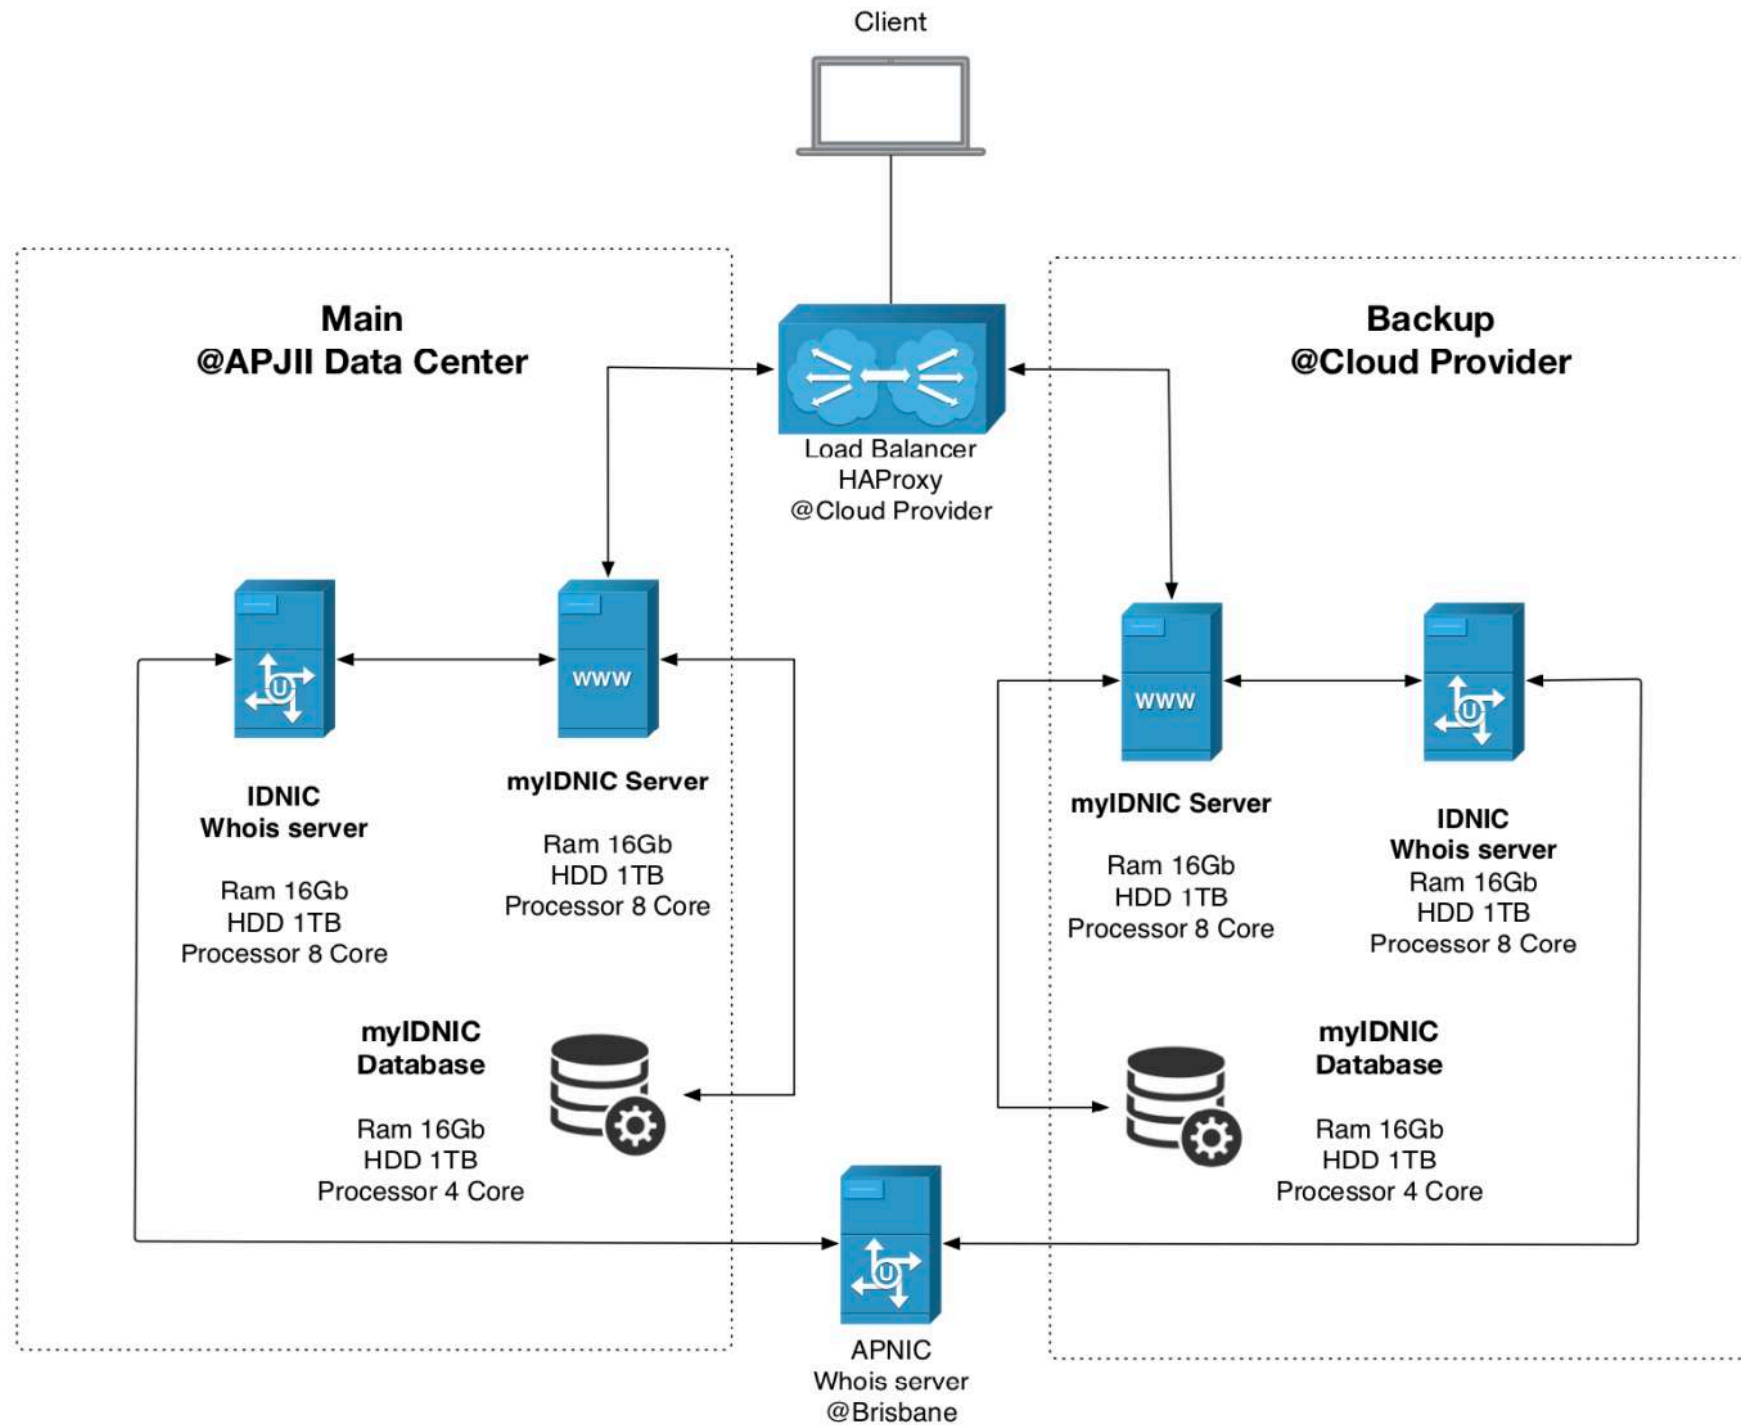 Client
Main
@APJII Data Center
Backup
@Cloud Provider
Load Balancer
HAProxy
@Cloud Provider
U
WWW
WWW
U
IDNIC
Whois server
Ram 16Gb
HDD 1TB
Processor 8 Core
myIDNIC Server
Ram 16Gb
HDD 1TB
Processor 8 Core
myIDNIC Server
Ram 16Gb
HDD 1TB
Processor 8 Core
IDNIC
Whois server
Ram 16Gb
HDD 1TB
Processor 8 Core
myIDNIC
Database
Ram 16Gb
HDD 1TB
Processor 4 Core
myIDNIC
Database
Ram 16Gb
HDD 1TB
Processor 4 Core
U
APNIC
Whois server
@Brisbane